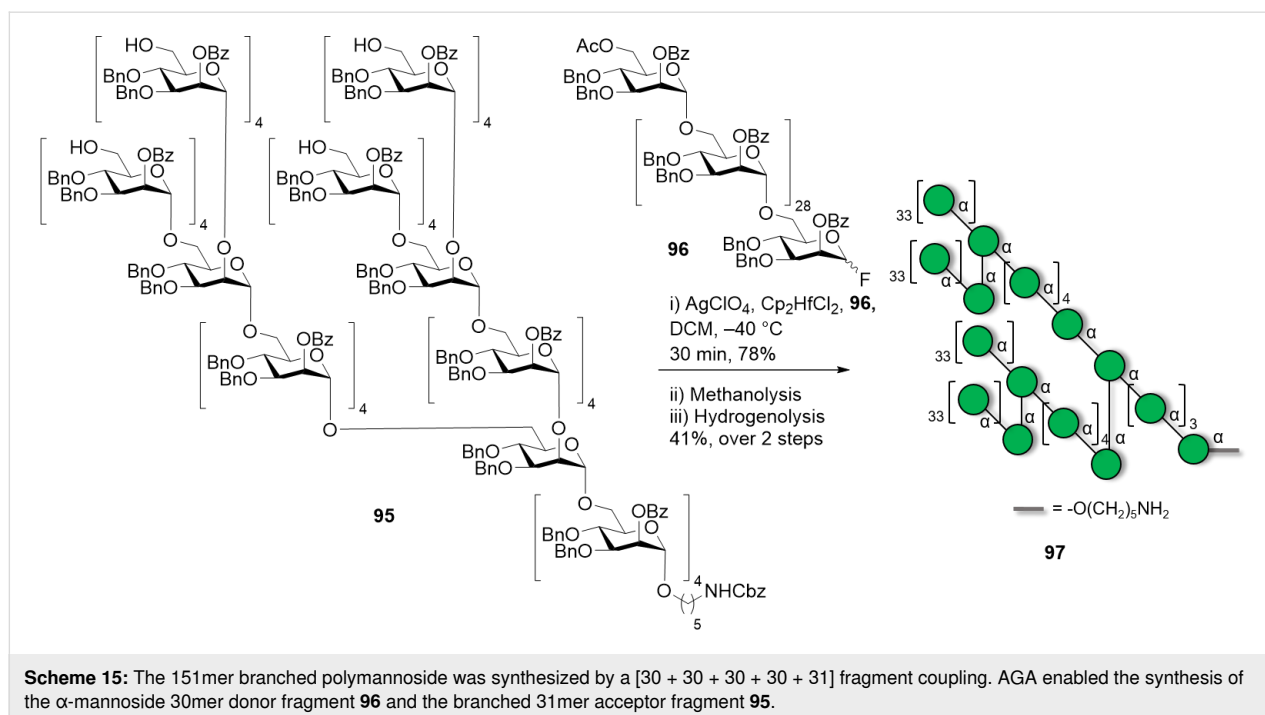 HO
OBz
O
BnO
BnO
4
HO
OBz
O
BnO
BnO
4
HO
OBz
O
BnO
BnO
4
HO
OBz
O
BnO
BnO
4
O
O
O
BnO
BnO
O
O
O
BnO
BnO
O
OBz
O
BnO
BnO
4
O
OBz
O
BnO
BnO
4
O
O
O
BnO
BnO
O
OBz
O
BnO
BnO
4
O
NHCbz
5
95
AcO
OBz
O
BnO
BnO
O
OBz
O
BnO
BnO
28
O
OBz
O
BnO
BnO
F
96
i) AgClO4, Cp2HfCl2, 96,
DCM, –40 °C
30 min, 78%
ii) Methanolysis
iii) Hydrogenolysis
41%, over 2 steps
33
α
α
33
α
α
4
α
α
33
α
α
α
33
α
α
4
α
α
α
3
α
= -O(CH2)5NH2
97
Scheme 15: The 151mer branched polymannoside was synthesized by a [30 + 30 + 30 + 30 + 31] fragment coupling. AGA enabled the synthesis of
the α-mannoside 30mer donor fragment 96 and the branched 31mer acceptor fragment 95.